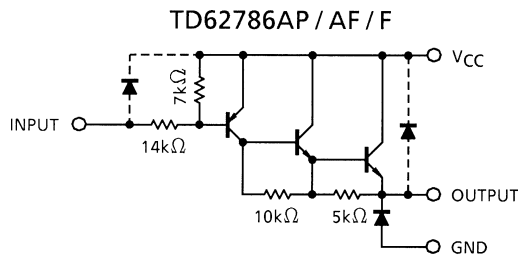 TD62786AP / AF / F
VCC
7kΩ
INPUT
14kΩ
10kΩ
5kΩ
OUTPUT
GND